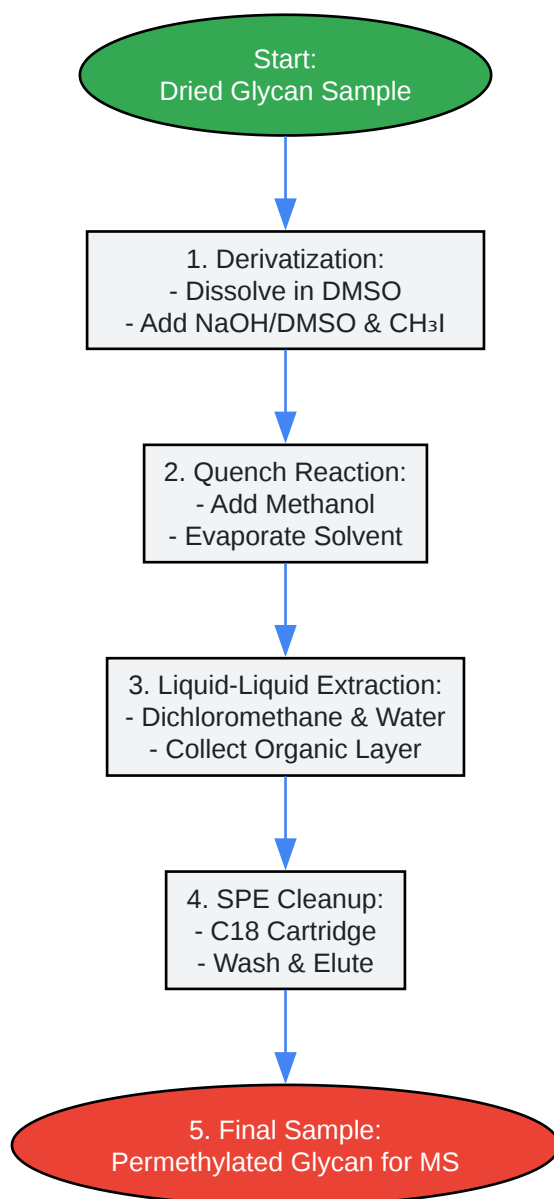 Start:
Dried Glycan Sample
1. Derivatization:
- Dissolve in DMSO
- Add NaOH/DMSO & CH₃I
2. Quench Reaction:
- Add Methanol
- Evaporate Solvent
3. Liquid-Liquid Extraction:
- Dichloromethane & Water
- Collect Organic Layer
4. SPE Cleanup:
- C18 Cartridge
- Wash & Elute
5. Final Sample:
Permethylated Glycan for MS